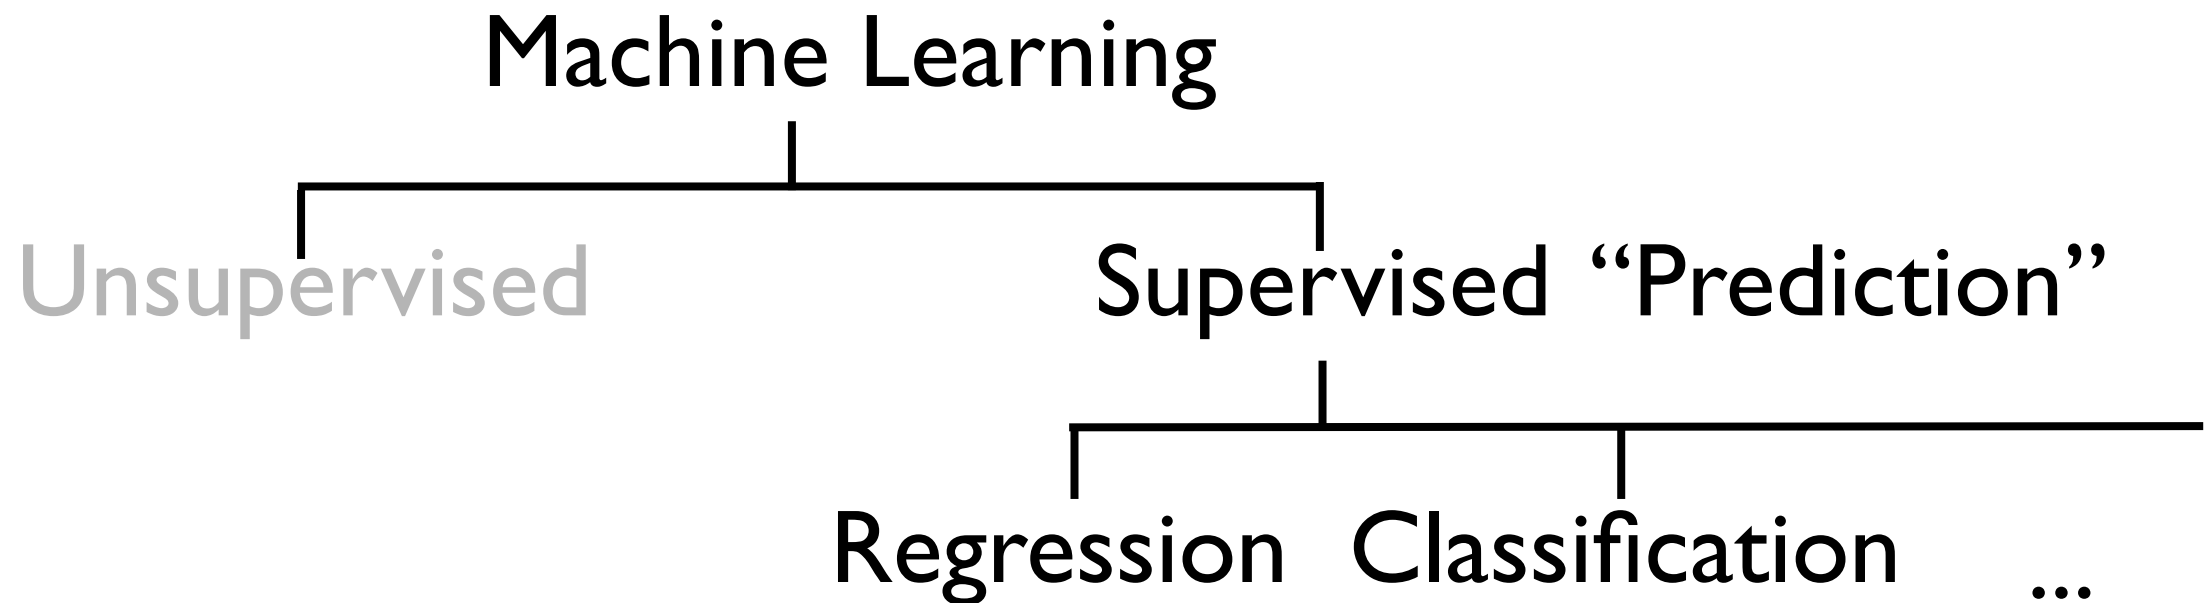 Machine Learning
Unsupervised Supervised “Prediction”
Regression Classification ...